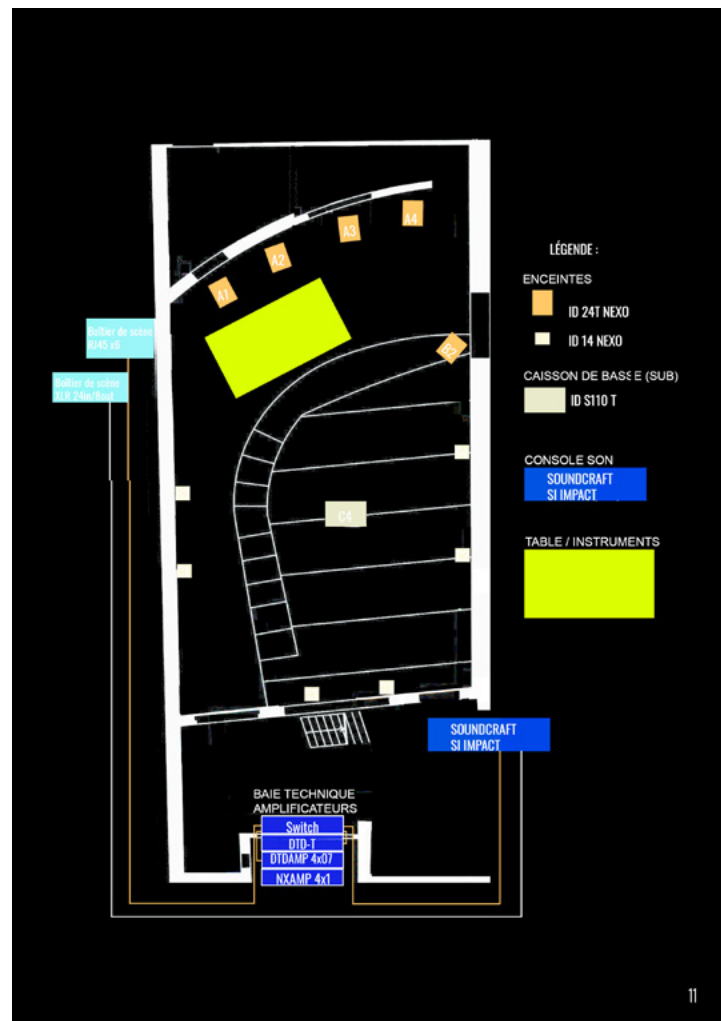 A4
A3
A2
A1
B2
Boîtier de scène
RJ45 x6
Boîtier de scène
XLR 24in/8out
C4
LÉGENDE :
ENCEINTES
ID 24T NEXO
ID 14 NEXO
CAISSON DE BASSE (SUB)
ID S110 T
CONSOLE SON
SOUNDCRAFT
SI IMPACT
TABLE / INSTRUMENTS
SOUNDCRAFT
SI IMPACT
BAIE TECHNIQUE
AMPLIFICATEURS
Switch
DTD-T
DTDAMP 4x07
NXAMP 4x1
11